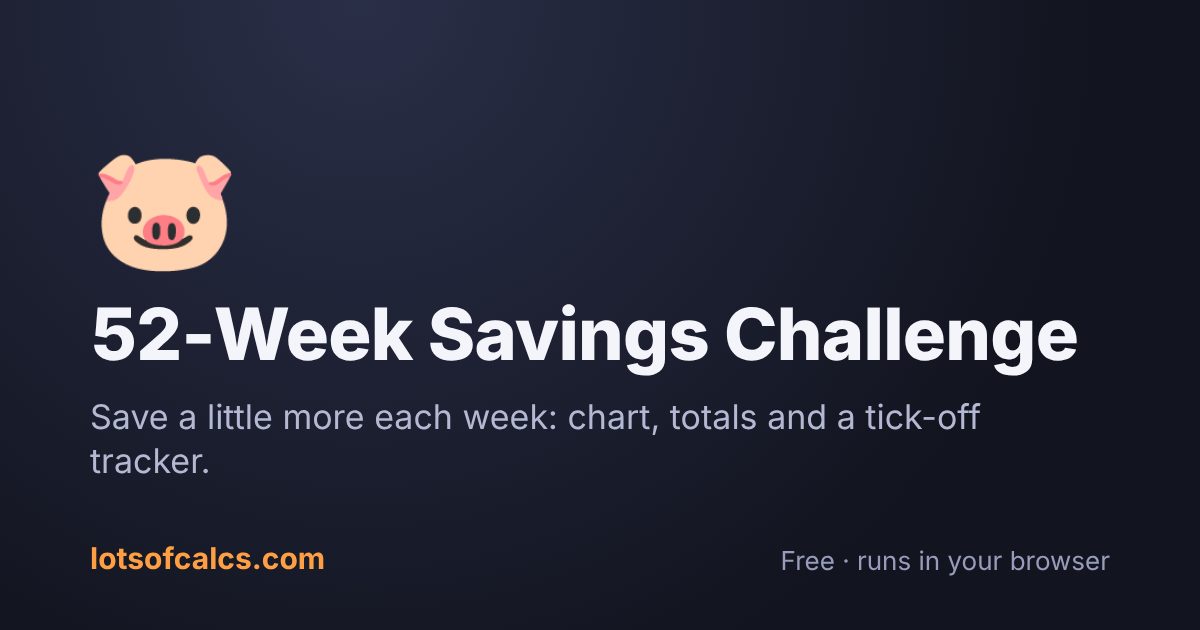 52-Week Savings Challenge
Save a little more each week: chart, totals and a tick-off
tracker.
lotsofcalcs.com
Free · runs in your browser